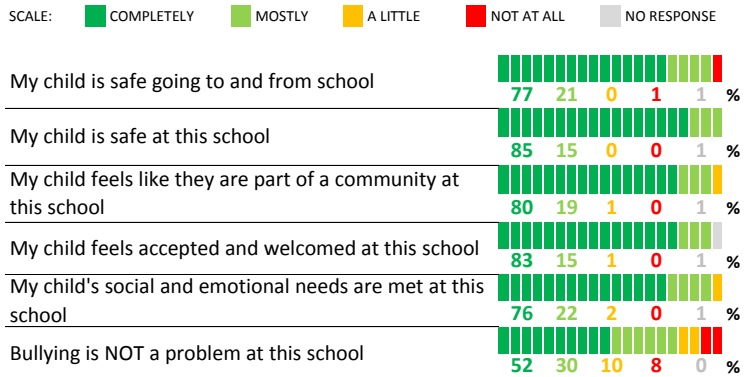 SCALE: COMPLETELY MOSTLY A LITTLE NOT AT ALL NO RESPONSE
My child is safe going to and from school
77 21 0 1 1 %
My child is safe at this school
85 15 0 0 1 %
My child feels like they are part of a community at
this school
80 19 1 0 1 %
My child feels accepted and welcomed at this school
83 15 1 0 1 %
My child's social and emotional needs are met at this
school
76 22 2 0 1 %
Bullying is NOT a problem at this school
52 30 10 8 0 %